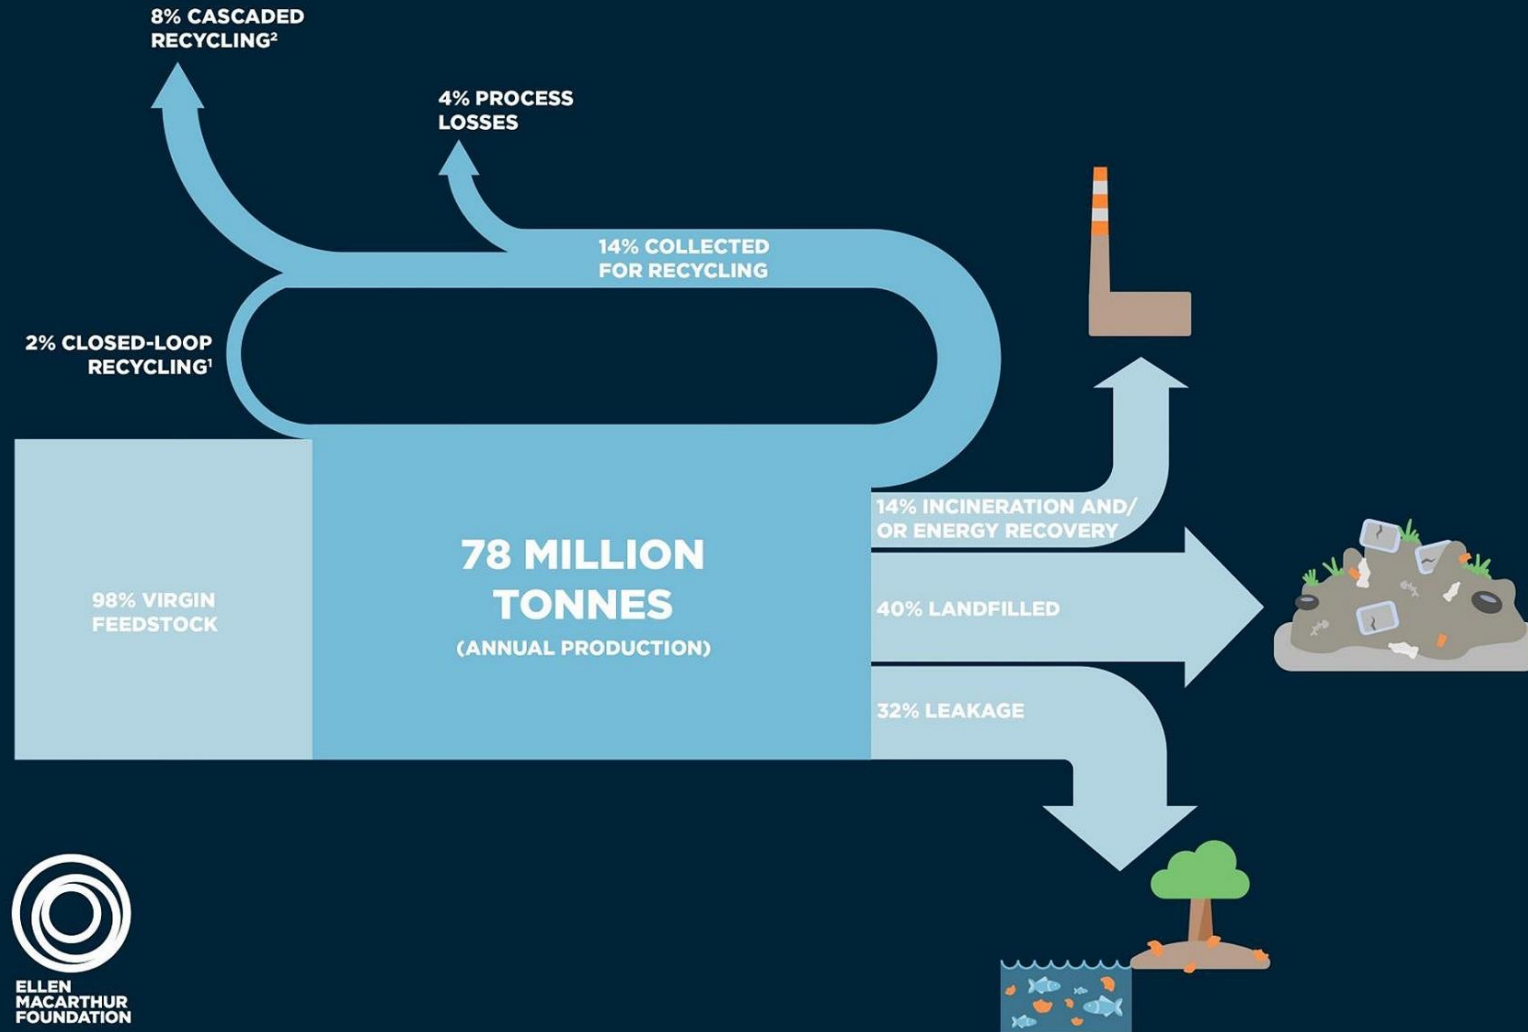 8% CASCADED
RECYCLING²
4% PROCESS
LOSSES
14% COLLECTED
FOR RECYCLING
2% CLOSED-LOOP
RECYCLING¹
98% VIRGIN
FEEDSTOCK
78 MILLION
TONNES
(ANNUAL PRODUCTION)
14% INCINERATION AND/
OR ENERGY RECOVERY
40% LANDFILLED
32% LEAKAGE
ELLEN
MACARTHUR
FOUNDATION